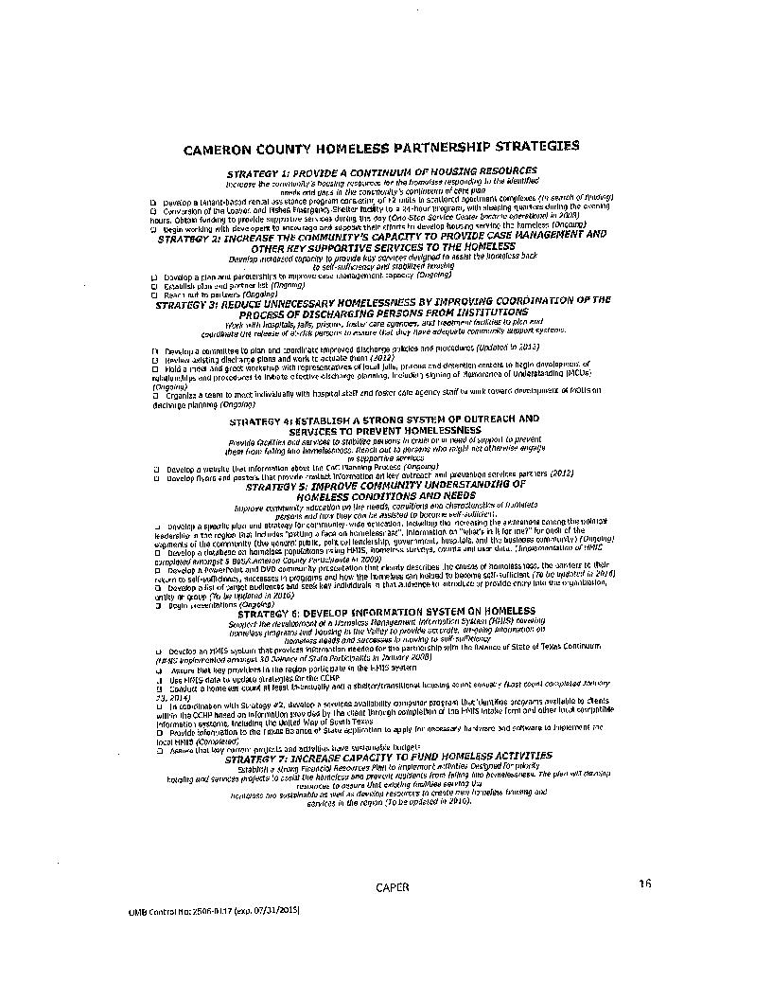 CAMERON COUNTY HOMELESS PARTNERSHIP STRATEGIES
STRATEGY 1: PROVIDE A CONTINUUM OF HOUSING RESOURCES
Increase the community's housing resources for the homeless responding to the identified
needs and gaps in the community's continuum of care plan
❑ Develop a tenant-based rental assistance program consisting of 12 units in scattered apartment complexes (In search of funding)
❑ Conversion of the Loaves and Fishes Emergency Shelter facility to a 24-hour program, with sleeping quarters during the evening
hours. Obtain funding to provide supportive services during the day (One Stop Service Center became operational in 2008)
❑ Begin working with developers to encourage and support their efforts to develop housing serving the homeless (Ongoing)
STRATEGY 2: INCREASE THE COMMUNITY'S CAPACITY TO PROVIDE CASE MANAGEMENT AND
OTHER KEY SUPPORTIVE SERVICES TO THE HOMELESS
Develop increased capacity to provide key services designed to assist the homeless back
to self-sufficiency and stabilized housing
❑ Develop a plan and partnerships to improve case management capacity (Ongoing)
❑ Establish plan and partner list (Ongoing)
❑ Reach out to partners (Ongoing)
STRATEGY 3: REDUCE UNNECESSARY HOMELESSNESS BY IMPROVING COORDINATION OF THE
PROCESS OF DISCHARGING PERSONS FROM INSTITUTIONS
Work with hospitals, jails, prisons, foster care agencies, and treatment facilities to plan and
coordinate the release of at-risk persons to assure that they have adequate community support systems.
❑ Develop a committee to plan and coordinate improved discharge policies and procedures (Updated in 2013)
❑ Review existing discharge plans and work to actuate them (2012)
❑ Hold a meet and greet workshop with representatives of local jails, prisons and detention centers to begin development of
relationships and procedures to initiate effective discharge planning, including signing of Memorance of Understanding (MOUs)
(Ongoing)
❑ Organize a team to meet individually with hospital staff and foster care agency staff to work toward development of MOUs on
discharge planning (Ongoing)
STRATEGY 4: ESTABLISH A STRONG SYSTEM OF OUTREACH AND
SERVICES TO PREVENT HOMELESSNESS
Provide facilities and services to stabilize persons in crisis or in need of support to prevent
them from falling into homelessness. Reach out to persons who might not otherwise engage
in supportive services
❑ Develop a website that information about the CoC Planning Process (Ongoing)
❑ Develop flyers and posters that provide contact information on key outreach and prevention services partners (2012)
STRATEGY 5: IMPROVE COMMUNITY UNDERSTANDING OF
HOMELESS CONDITIONS AND NEEDS
Improve community education on the needs, conditions and characteristics of homeless
persons and how they can be assisted to become self-sufficient.
❑ Develop a specific plan and strategy for community-wide education, including the increasing the awareness among the political
leadership in the region that includes "putting a face on homelessness", information on "what's in it for me?" for each of the
segments of the community (the general public, political leadership, government, hospitals, and the business community) (Ongoing)
❑ Develop a database on homeless populations using HMIS, homeless surveys, counts and user data. (Implementation of HMIS
completed amongst 5 BoS/Cameron County Participants in 2009)
❑ Develop a PowerPoint and DVD community presentation that clearly describes the causes of homelessness, the barriers to their
return to self-sufficiency, successes in programs and how the homeless can helped to become self-sufficient (To be updated in 2016)
❑ Develop a list of target audiences and seek key individuals in that audience to introduce or provide entry into the organization,
entity or group (To be updated in 2016)
❑ Begin presentations (Ongoing)
STRATEGY 6: DEVELOP INFORMATION SYSTEM ON HOMELESS
Support the development of a Homeless Management Information System (HMIS) covering
homeless programs and housing in the Valley to provide accurate, on-going information on
homeless needs and successes in moving to self-sufficiency
❑ Develop an HMIS system that provides information needed for the partnership with the Balance of State of Texas Continuum
(HMIS implemented amongst 30 Balance of State Participants in January 2008)
❑ Assure that key providers in the region participate in the HMIS system
❑ Use HMIS data to update strategies for the CCHP
❑ Conduct a homeless count at least bi-annually and a shelter/transitional housing count annually (Last count completed January
23, 2014)
❑ In coordination with Strategy #2, develop a services availability computer program that identifies programs available to clients
within the CCHP based on information provided by the client through completion of the HMIS intake form and other local compatible
information systems, including the United Way of South Texas
❑ Provide information to the Texas Balance of State application to apply for necessary hardware and software to implement the
local HMIS (Completed)
❑ Assure that key current projects and activities have sustainable budgets
STRATEGY 7: INCREASE CAPACITY TO FUND HOMELESS ACTIVITIES
Establish a strong Financial Resources Plan to implement activities Designed for priority
housing and services projects to assist the homeless and prevent residents from falling into homelessness. The plan will develop
resources to assure that existing facilities serving the
homeless are sustainable as well as develop resources to create new homeless housing and
services in the region (To be updated in 2016).
CAPER
16
OMB Control No: 2506-0117 (exp. 07/31/2015)